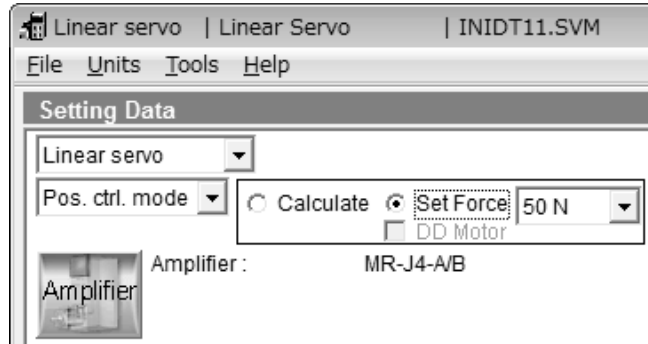 Linear servo | Linear Servo | INIDT11.SVM
File Units Tools Help
Setting Data
Linear servo
Pos. ctrl. mode Calculate Set Force 50 N
DD Motor
Amplifier Amplifier : MR-J4-A/B